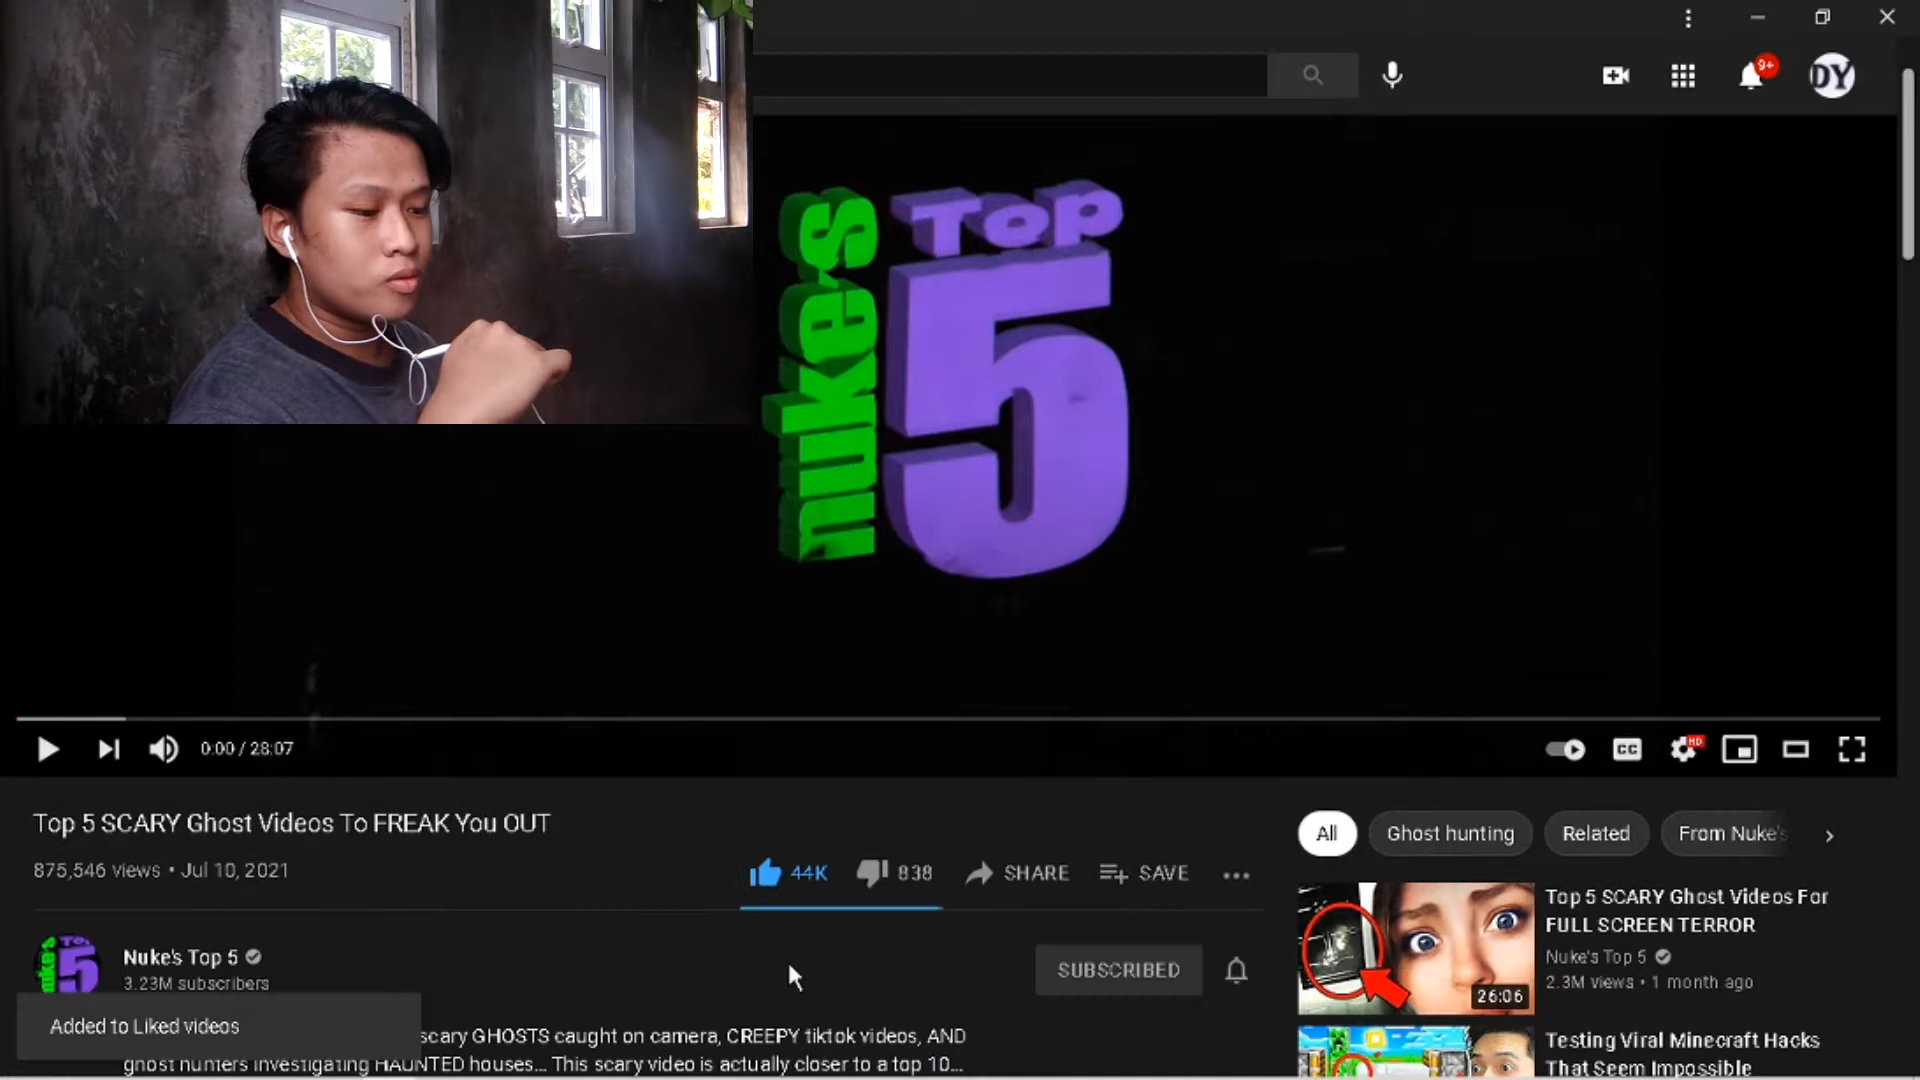 9+
DY
nuke's
Top
5
0:00 / 28:07
CC
HD
Top 5 SCARY Ghost Videos To FREAK You OUT
875,546 views • Jul 10, 2021
44K
838
SHARE
SAVE
Nuke's Top 5
3.23M subscribers
SUBSCRIBED
Added to Liked videos
scary GHOSTS caught on camera, CREEPY tiktok videos, AND
ghost hunters investigating HAUNTED houses... This scary video is actually closer to a top 10...
All
Ghost hunting
Related
From Nuke's
Top 5 SCARY Ghost Videos For
FULL SCREEN TERROR
Nuke's Top 5
2.3M views • 1 month ago
26:06
Testing Viral Minecraft Hacks
That Seem Impossible